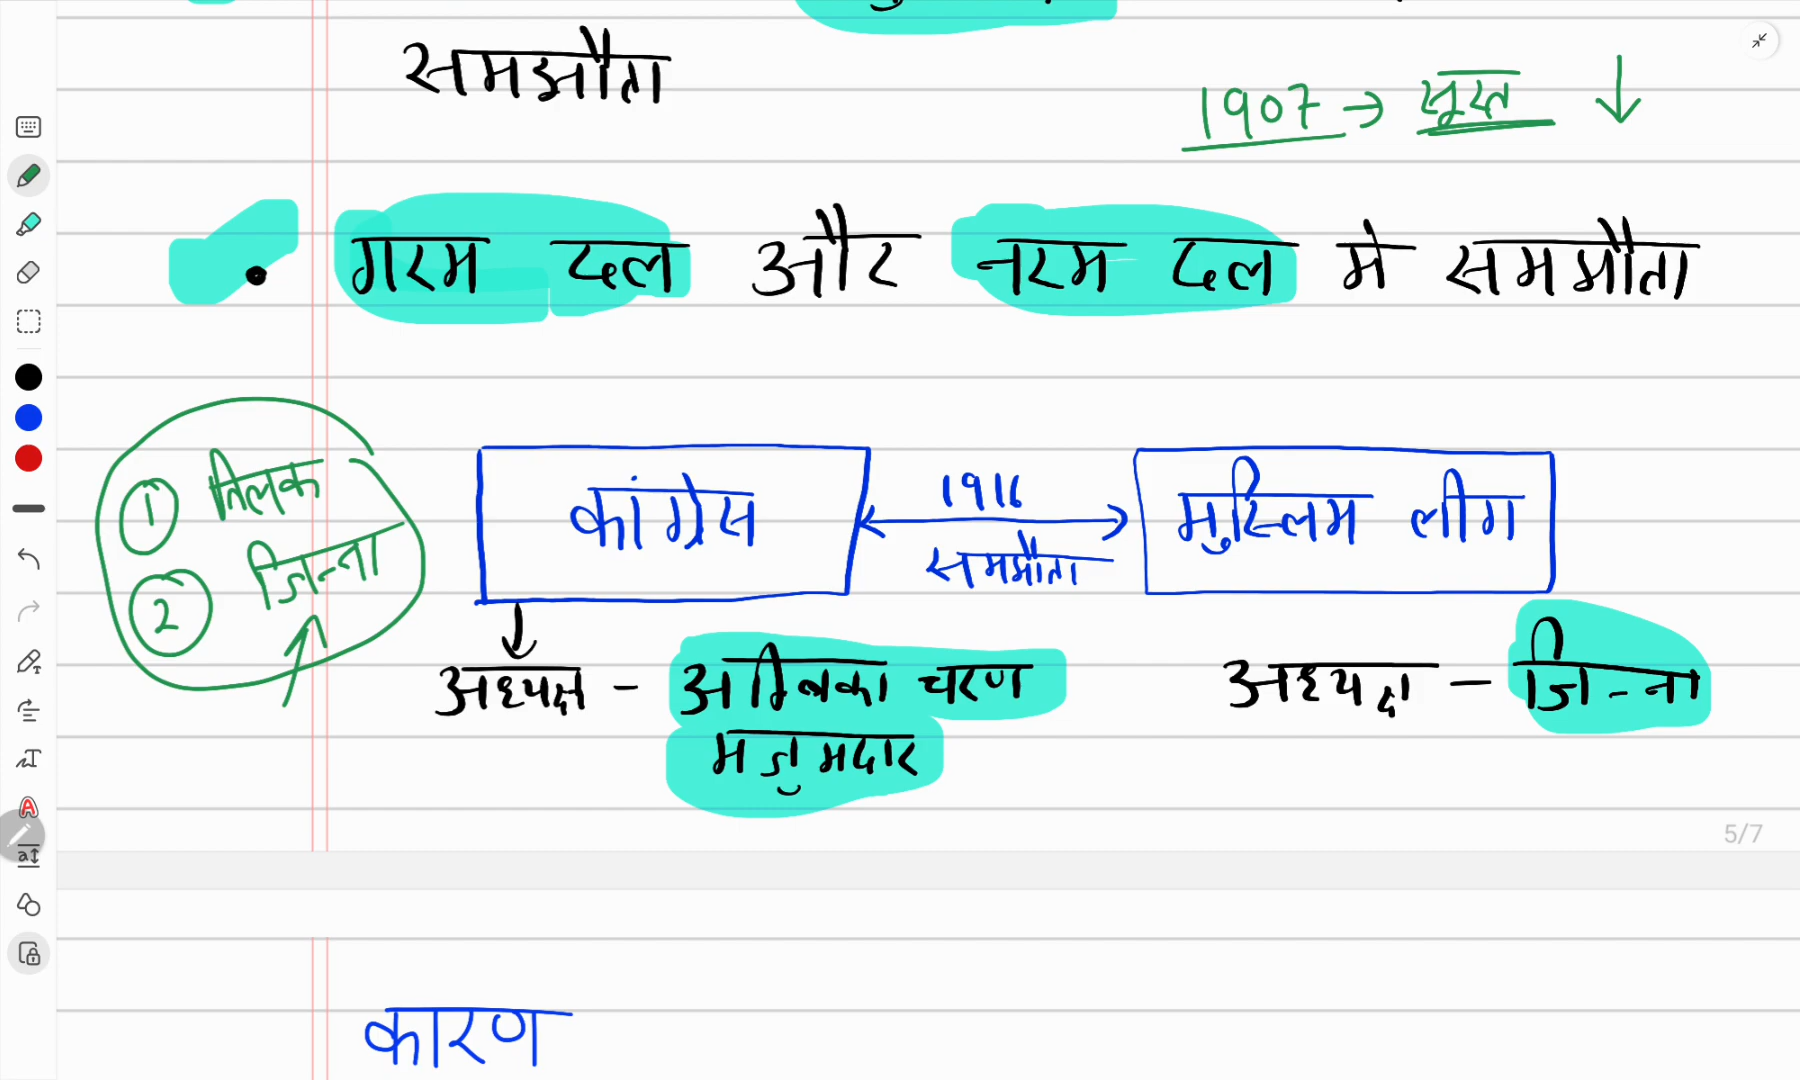 समझौता
1907 → सूरत ↓
• गरम दल और नरम दल मे समझौता
① तिलक
② जिन्ना
कांग्रेस
1916
समझौता
मुस्लिम लीग
अध्यक्ष - अम्बिका चरण
मजुमदार
अध्यक्ष - जिन्ना
5/7
कारण